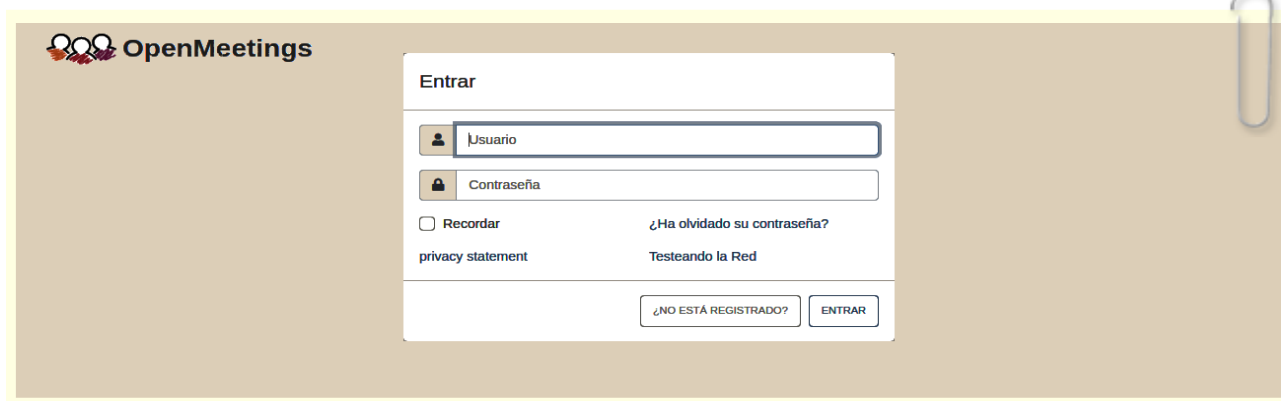 OpenMeetings
Entrar
Usuario
Contraseña
Recordar ¿Ha olvidado su contraseña?
privacy statement Testeando la Red
¿NO ESTÁ REGISTRADO? ENTRAR